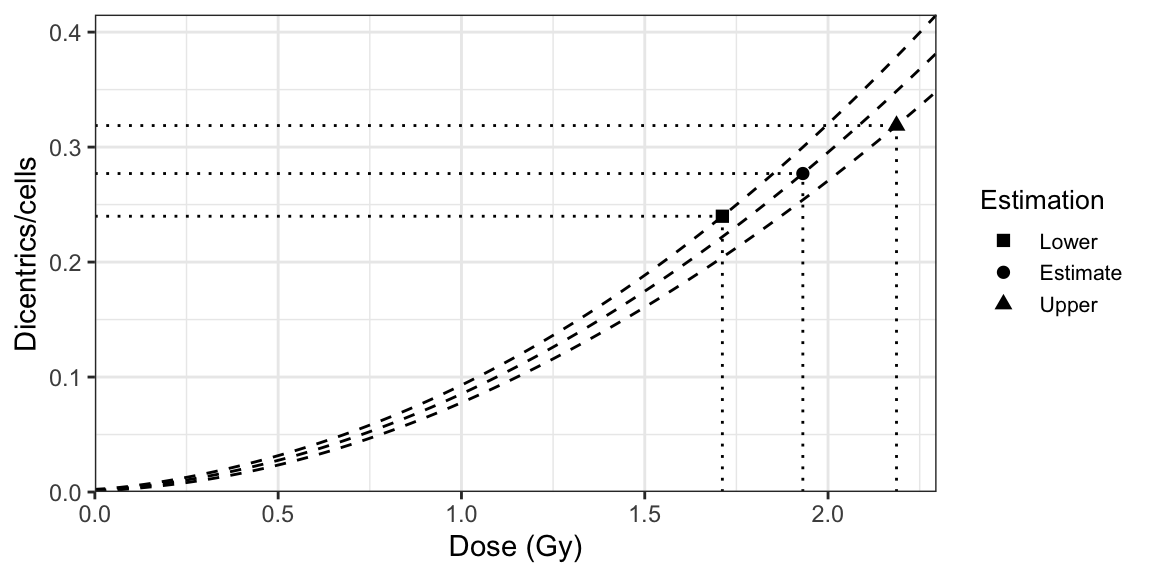 0.4
0.3
0.2
0.1
0.0
Dicentrics/cells
0.0 0.5 1.0 1.5 2.0
Dose (Gy)
Estimation
Lower
Estimate
Upper